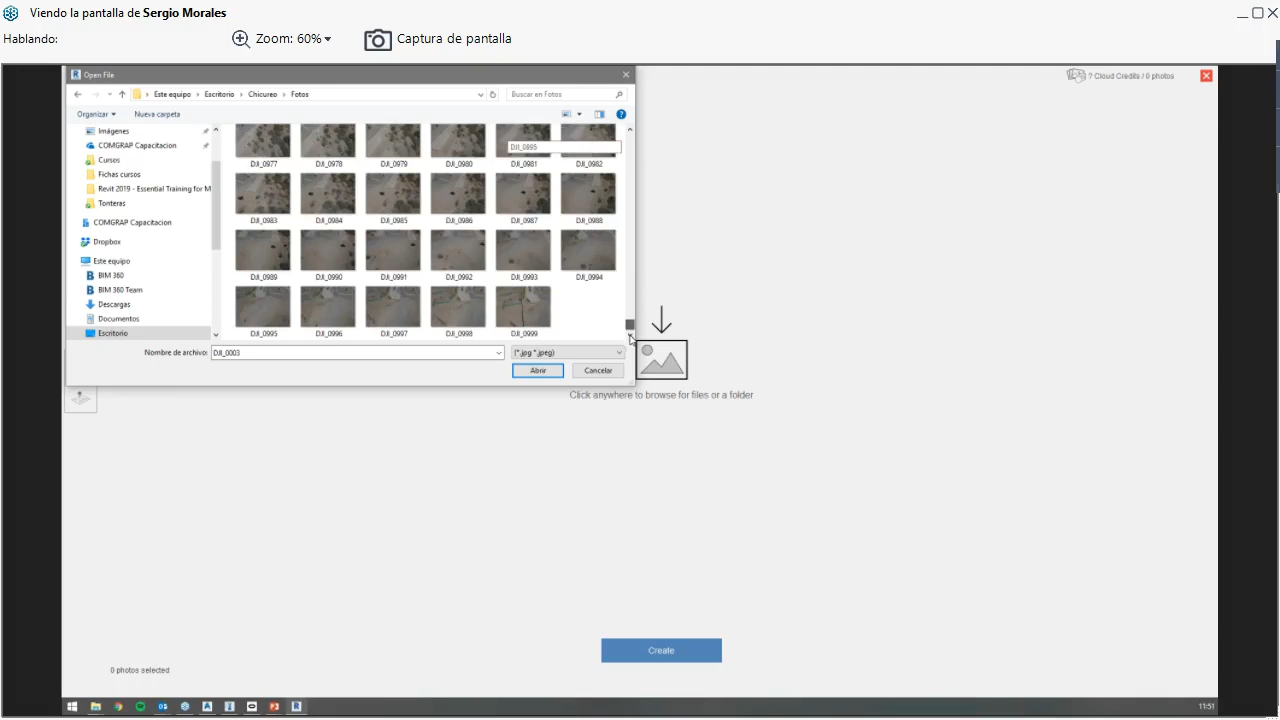 Viendo la pantalla de Sergio Morales
Hablando:
Zoom: 60%
Captura de pantalla
Open File
? Cloud Credits / 0 photos
Este equipo > Escritorio > Chicureo > Fotos
Buscar en Fotos
Organizar
Nueva carpeta
Imágenes
COMGRAP Capacitacion
Cursos
Fichas cursos
Revit 2019 - Essential Training for M
Tonteras
COMGRAP Capacitacion
Dropbox
Este equipo
BIM 360
BIM 360 Team
Descargas
Documentos
Escritorio
DJI_0895
DJI_0977 DJI_0978 DJI_0979 DJI_0980 DJI_0981 DJI_0982
DJI_0983 DJI_0984 DJI_0985 DJI_0986 DJI_0987 DJI_0988
DJI_0989 DJI_0990 DJI_0991 DJI_0992 DJI_0993 DJI_0994
DJI_0995 DJI_0996 DJI_0997 DJI_0998 DJI_0999
Nombre de archivo: DJI_0003
(*.jpg *.jpeg)
Abrir
Cancelar
Click anywhere to browse for files or a folder
Create
0 photos selected
11:51